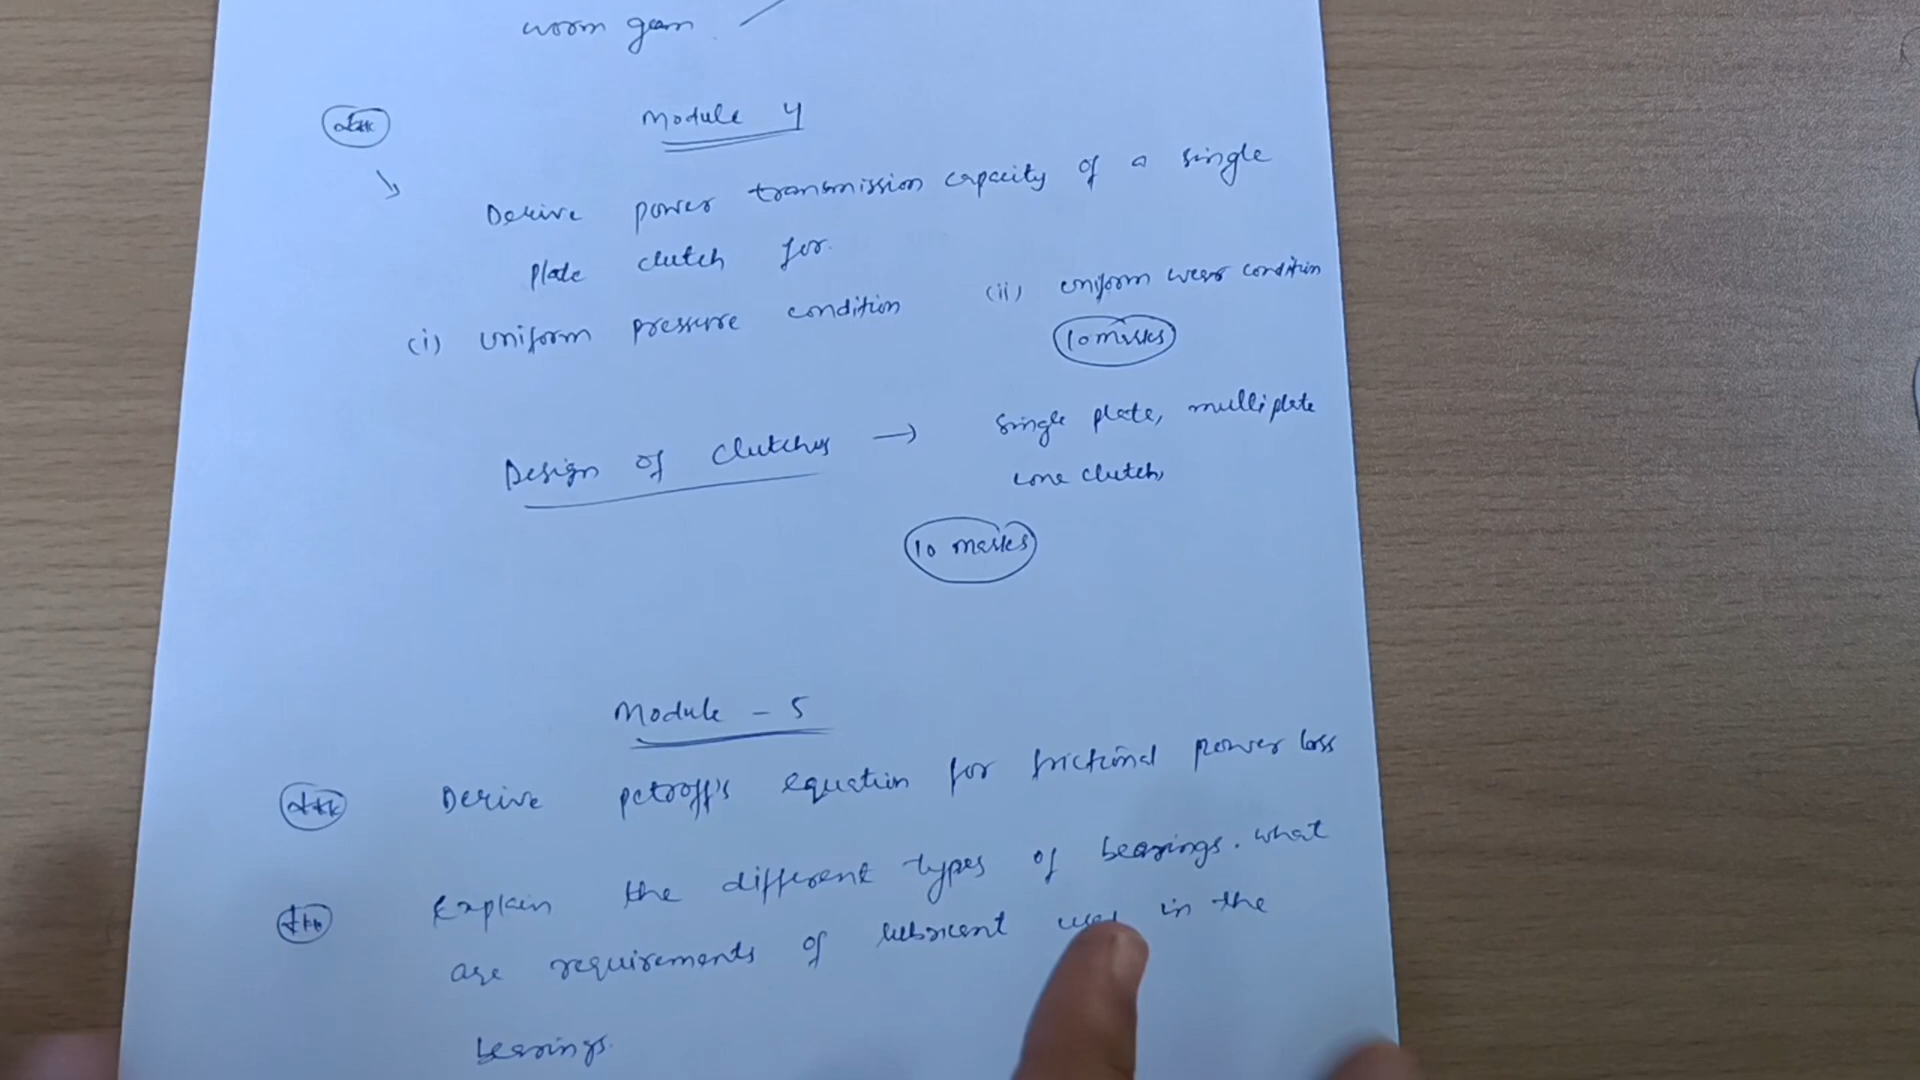 worm gear
Module 4
Derive power transmission capacity of a single
plate clutch for
(i) uniform pressure condition (ii) uniform wear condition
10 marks
Design of clutches → single plate, multiplate
cone clutch,
10 marks
Module - 5
Derive petroff's equation for frictional power loss
Explain the different types of bearings. what
are requirements of lubricant used in the
bearings.